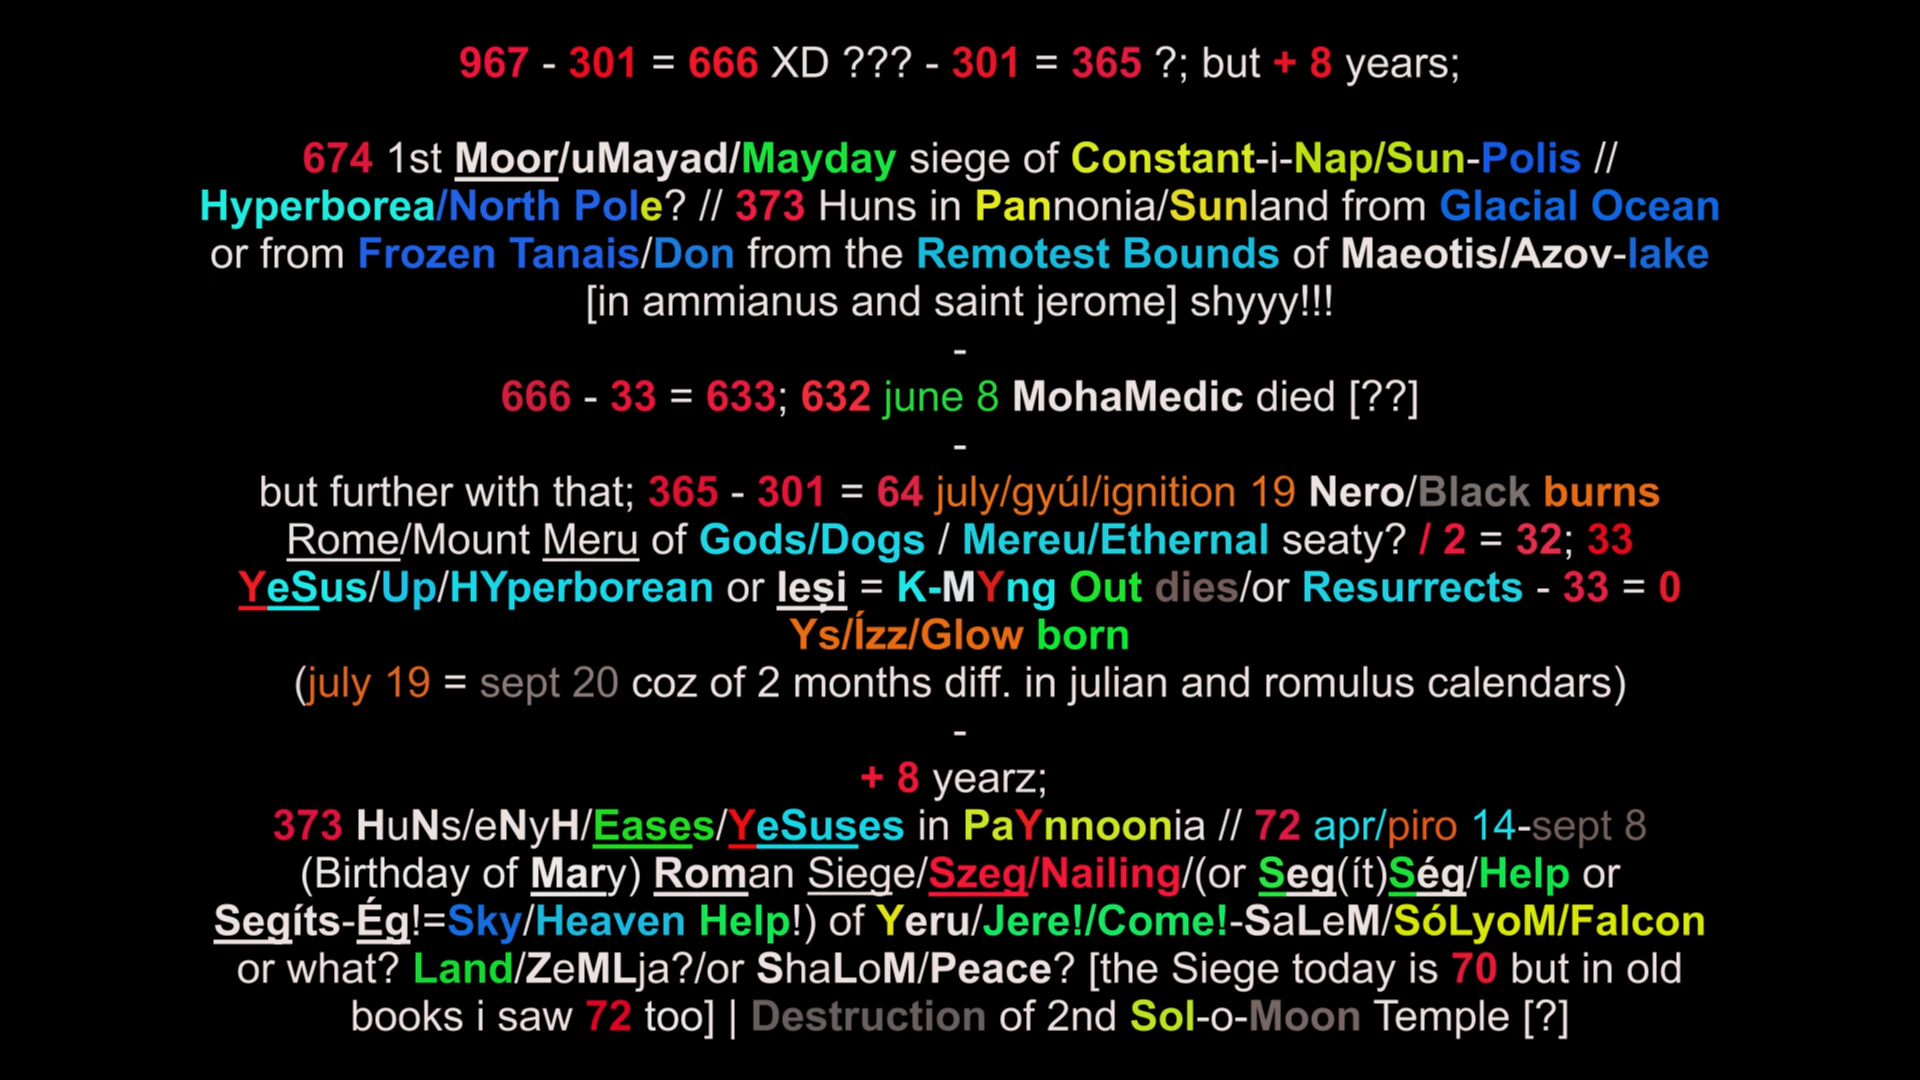 967 - 301 = 666 XD ??? - 301 = 365 ?; but + 8 years;
674 1st Moor/uMayad/Mayday siege of Constant-i-Nap/Sun-Polis //
Hyperborea/North Pole? // 373 Huns in Pannonia/Sunland from Glacial Ocean
or from Frozen Tanais/Don from the Remotest Bounds of Maeotis/Azov-lake
[in ammianus and saint jerome] shyyy!!!
-
666 - 33 = 633; 632 june 8 MohaMedic died [??]
-
but further with that; 365 - 301 = 64 july/gyúl/ignition 19 Nero/Black burns
Rome/Mount Meru of Gods/Dogs / Mereu/Ethernal seaty? / 2 = 32; 33
YeSus/Up/HYperborean or Ieși = K-MYng Out dies/or Resurrects - 33 = 0
Ys/Ízz/Glow born
(july 19 = sept 20 coz of 2 months diff. in julian and romulus calendars)
-
+ 8 yearz;
373 HuNs/eNyH/Eases/YeSuses in PaYnnoonia // 72 apr/piro 14-sept 8
(Birthday of Mary) Roman Siege/Szeg/Nailing/(or Seg(ít)Ség/Help or
Segíts-Ég!=Sky/Heaven Help!) of Yeru/Jere!/Come!-SaLeM/SóLyoM/Falcon
or what? Land/ZeMLja?/or ShaLoM/Peace? [the Siege today is 70 but in old
books i saw 72 too] | Destruction of 2nd Sol-o-Moon Temple [?]